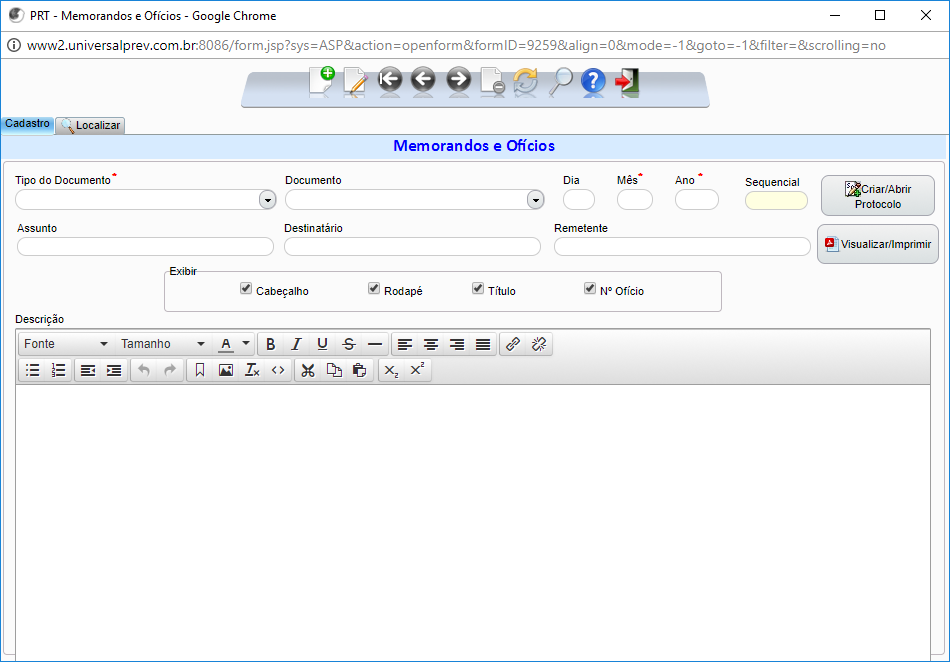 PRT - Memorandos e Ofícios - Google Chrome
www2.universalprev.com.br:8086/form.jsp?sys=ASP&action=openform&formID=9259&align=0&mode=-1&goto=-1&filter=&scrolling=no
Cadastro Localizar
Memorandos e Ofícios
Tipo do Documento* Documento Dia Mês* Ano * Sequencial
Criar/Abrir
Protocolo
Assunto Destinatário Remetente
Visualizar/Imprimir
Exibir
Cabeçalho Rodapé Título Nº Ofício
Descrição
Fonte Tamanho A B I U S